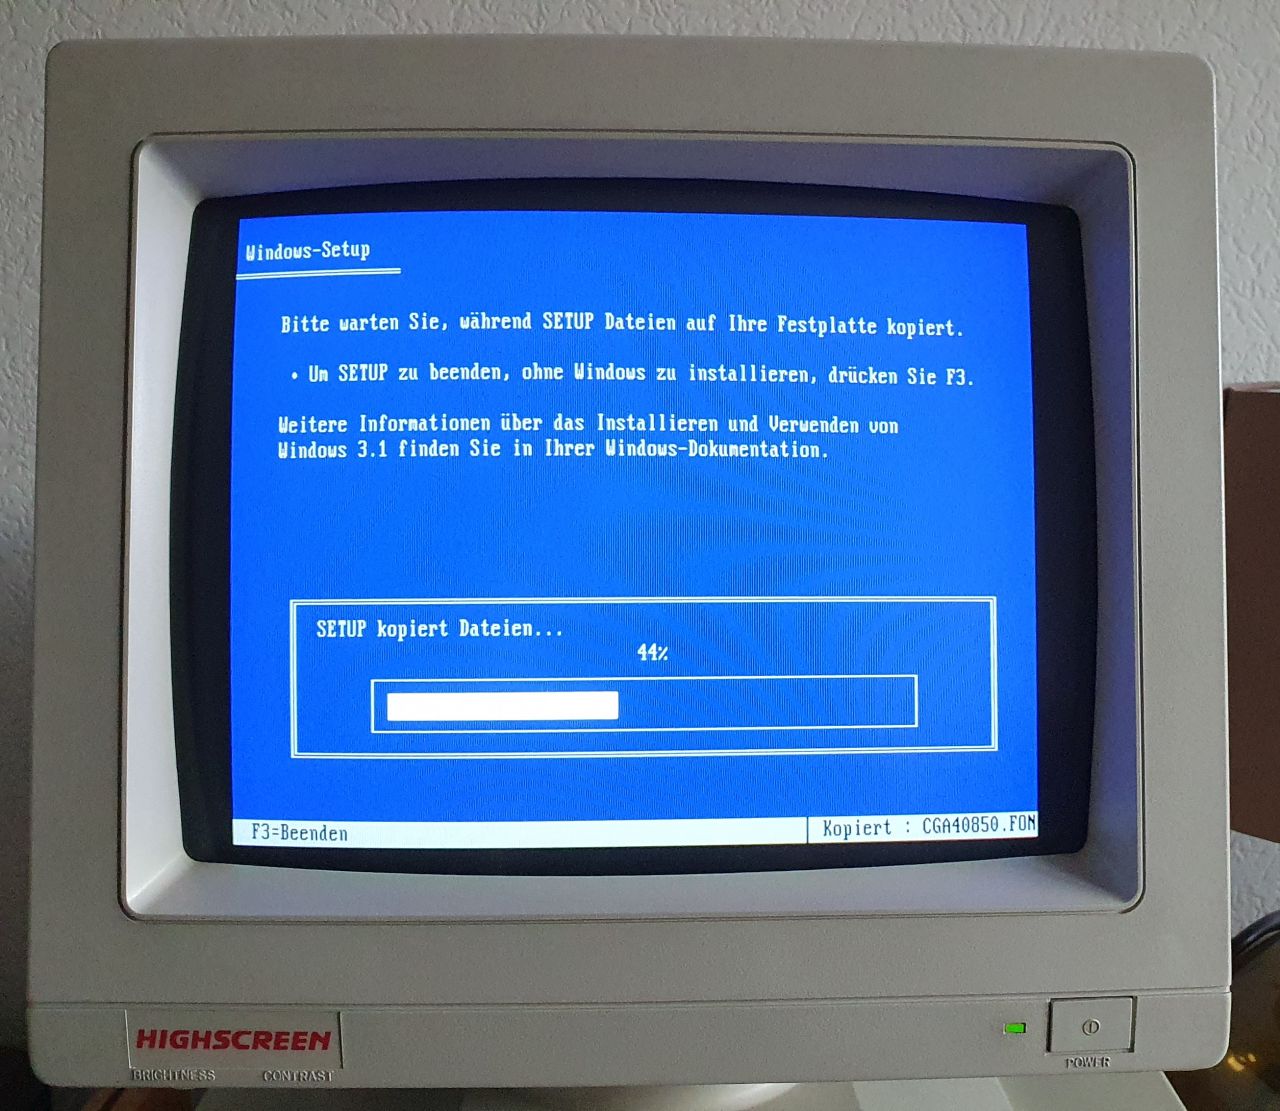 Windows-Setup
Bitte warten Sie, während SETUP Dateien auf Ihre Festplatte kopiert.
• Um SETUP zu beenden, ohne Windows zu installieren, drücken Sie F3.
Weitere Informationen über das Installieren und Verwenden von
Windows 3.1 finden Sie in Ihrer Windows-Dokumentation.
SETUP kopiert Dateien...
44%
F3=Beenden
Kopiert : CGA40850.FON
HIGHSCREEN
BRIGHTNESS CONTRAST
POWER